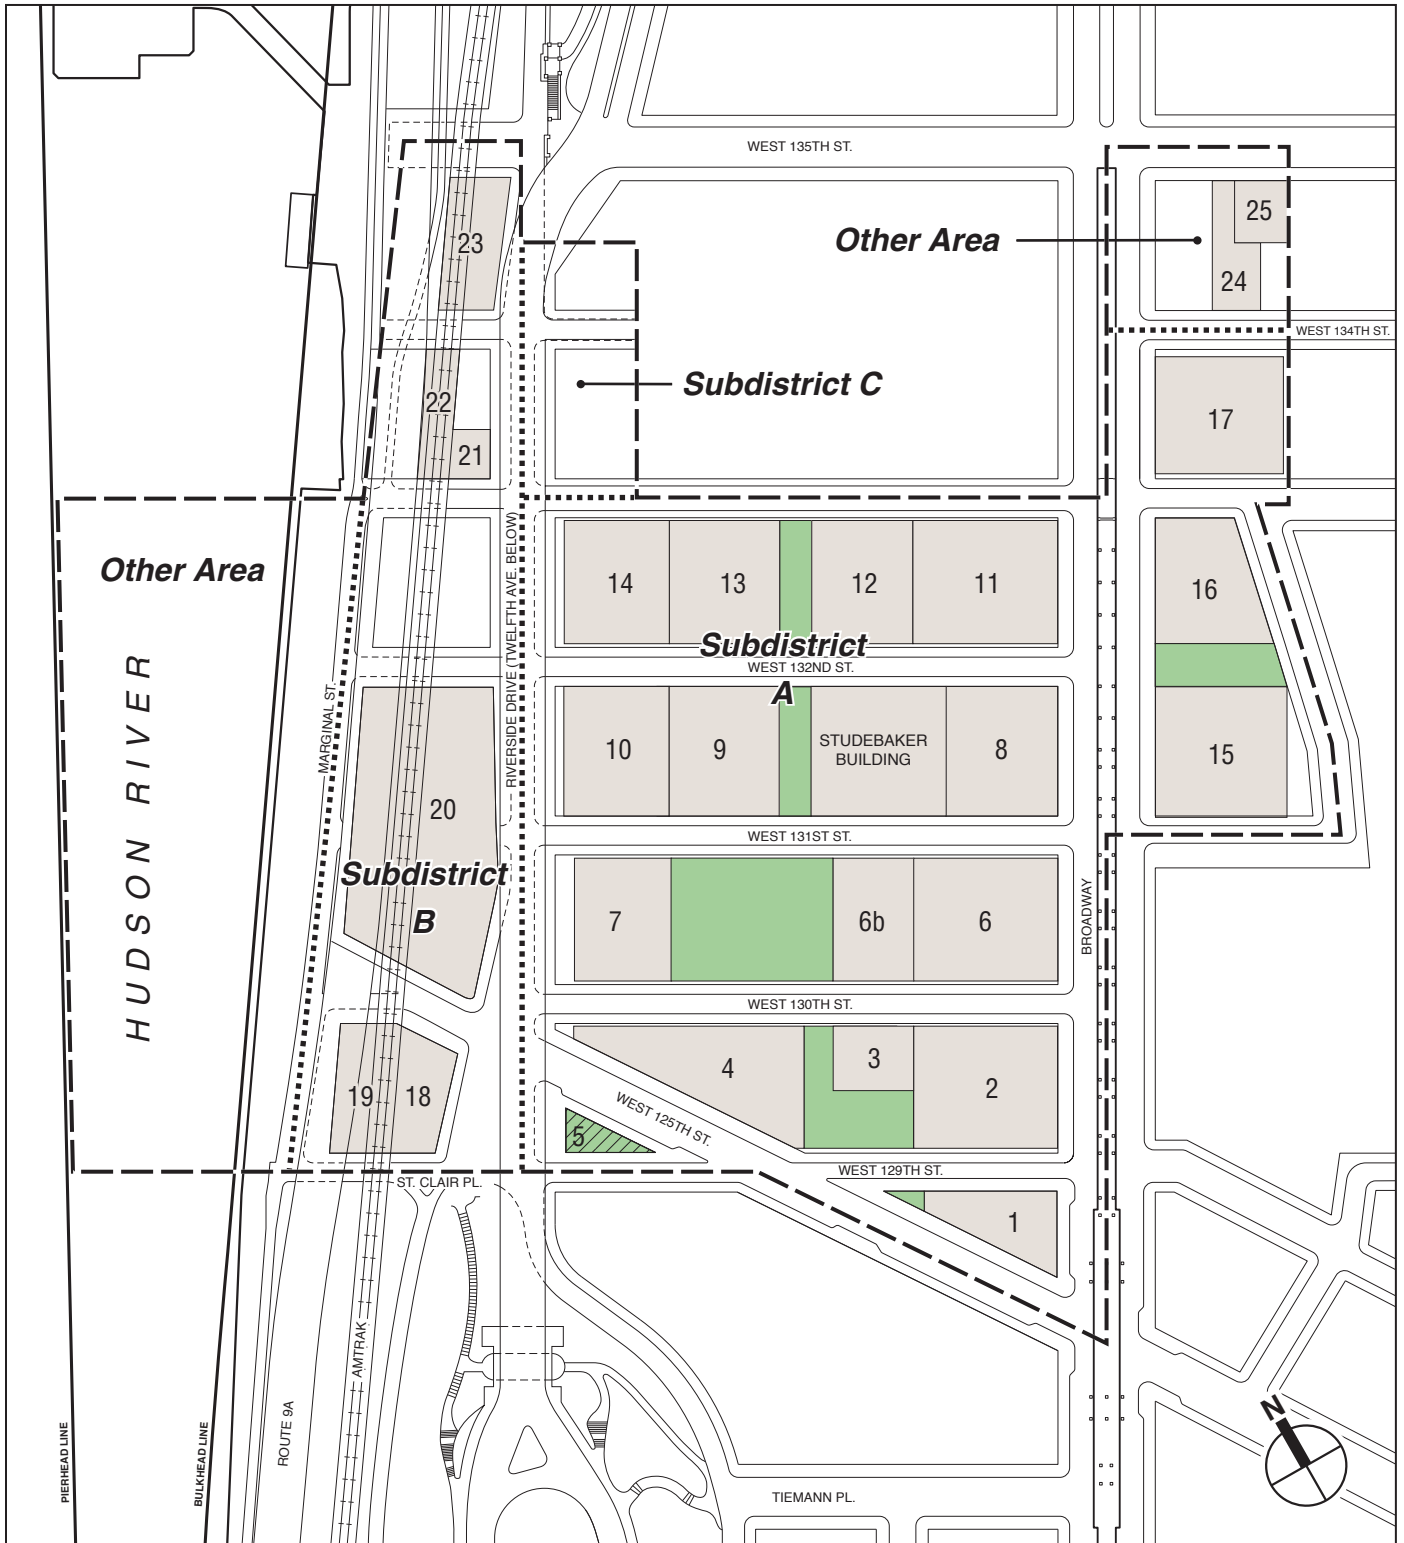 WEST 135TH ST.
25
Other Area
23
24
WEST 134TH ST.
Subdistrict C
22
17
21
Other Area
14
13
12
11
16
Subdistrict
A
WEST 132ND ST.
RIVERSIDE DRIVE (TWELFTH AVE. BELOW)
MARGINAL ST.
HUDSON RIVER
10
9
STUDEBAKER
BUILDING
8
15
20
WEST 131ST ST.
Subdistrict
B
7
6b
6
BROADWAY
WEST 130TH ST.
19
18
4
3
2
WEST 125TH ST.
5
WEST 129TH ST.
ST. CLAIR PL.
1
AMTRAK
ROUTE 9A
PIERHEAD LINE
BULKHEAD LINE
N
TIEMANN PL.